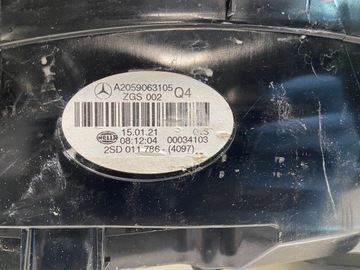 A2059063105
ZGS 002 Q4
15.01.21
HELLA 08:12:04 00034103
2SD 011 786- (4097)